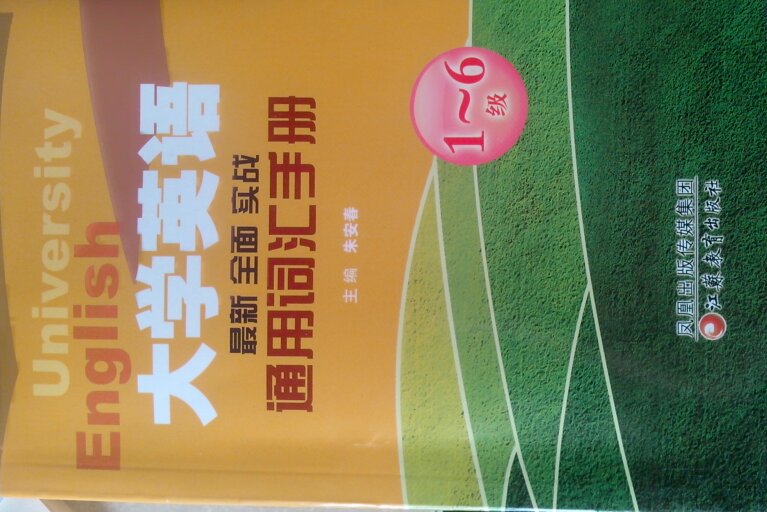 University
English
大学英语
最新 全面 实战
通用词汇手册
主编 朱安春
1~6
级
凤凰出版传媒集团
江苏教育出版社